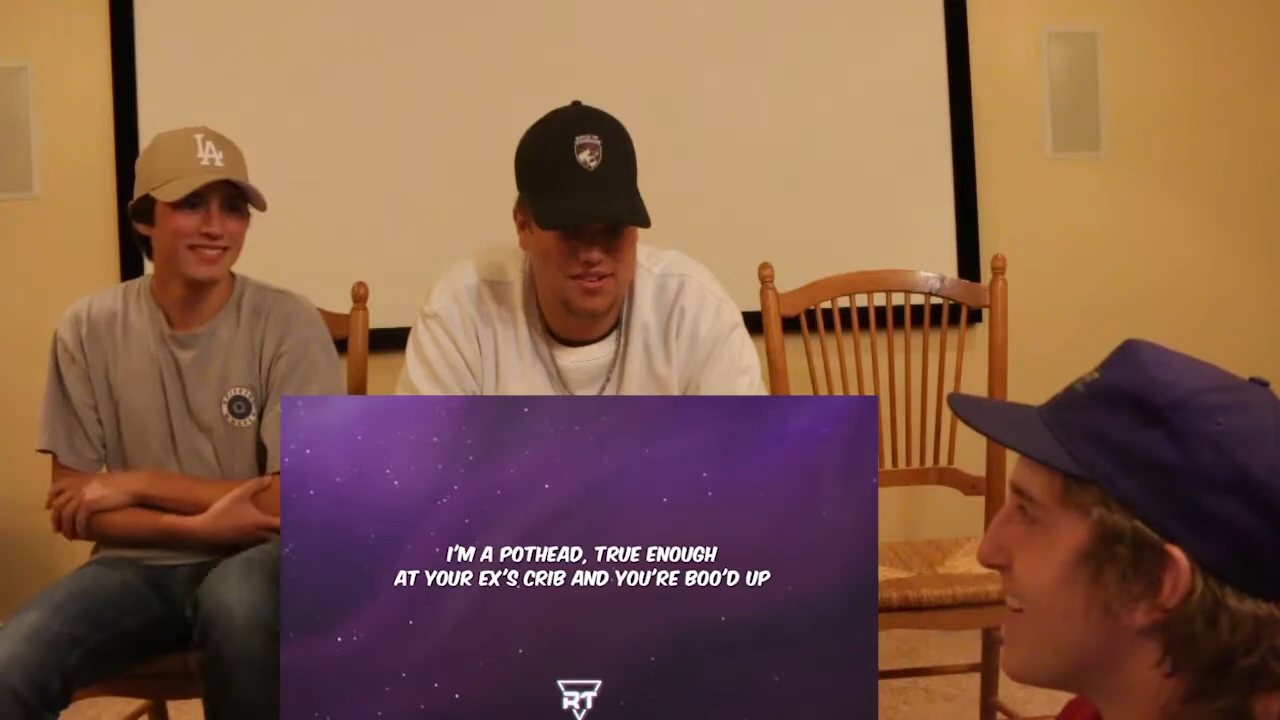 LA
I'M A POTHEAD, TRUE ENOUGH
AT YOUR EX'S CRIB AND YOU'RE BOO'D UP
RT